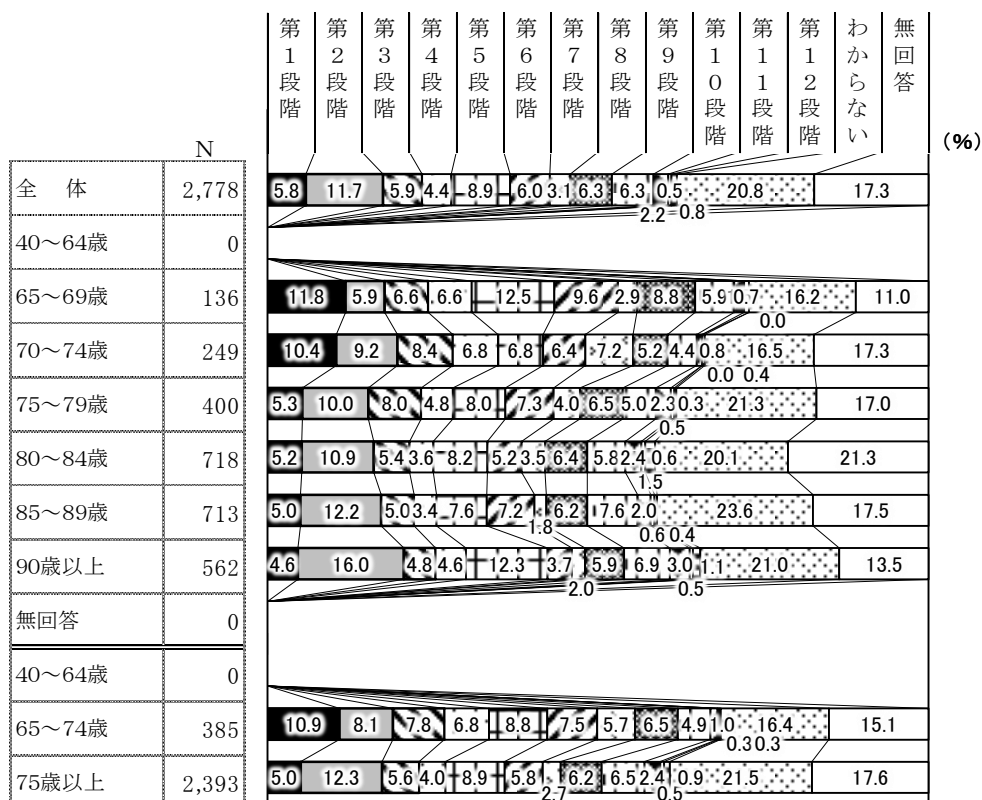 第1段階 第2段階 第3段階 第4段階 第5段階 第6段階 第7段階 第8段階 第9段階 第10段階 第11段階 第12段階 わからない 無回答
N (%)
全 体 2,778 5.8 11.7 5.9 4.4 8.9 6.0 3.1 6.3 6.3 0.5 20.8 17.3
2.2 0.8
40～64歳 0
65～69歳 136 11.8 5.9 6.6 6.6 12.5 9.6 2.9 8.8 5.9 0.7 16.2 11.0
0.0
70～74歳 249 10.4 9.2 8.4 6.8 6.8 6.4 7.2 5.2 4.4 0.8 16.5 17.3
0.0 0.4
75～79歳 400 5.3 10.0 8.0 4.8 8.0 7.3 4.0 6.5 5.0 2.3 0.3 21.3 17.0
0.5
80～84歳 718 5.2 10.9 5.4 3.6 8.2 5.2 3.5 6.4 5.8 2.4 0.6 20.1 21.3
1.5
85～89歳 713 5.0 12.2 5.0 3.4 7.6 7.2 6.2 7.6 2.0 23.6 17.5
1.8 0.6 0.4
90歳以上 562 4.6 16.0 4.8 4.6 12.3 3.7 5.9 6.9 3.0 1.1 21.0 13.5
2.0 0.5
無回答 0
40～64歳 0
65～74歳 385 10.9 8.1 7.8 6.8 8.8 7.5 5.7 6.5 4.9 1.0 16.4 15.1
0.3 0.3
75歳以上 2,393 5.0 12.3 5.6 4.0 8.9 5.8 6.2 6.5 2.4 0.9 21.5 17.6
2.7 0.5